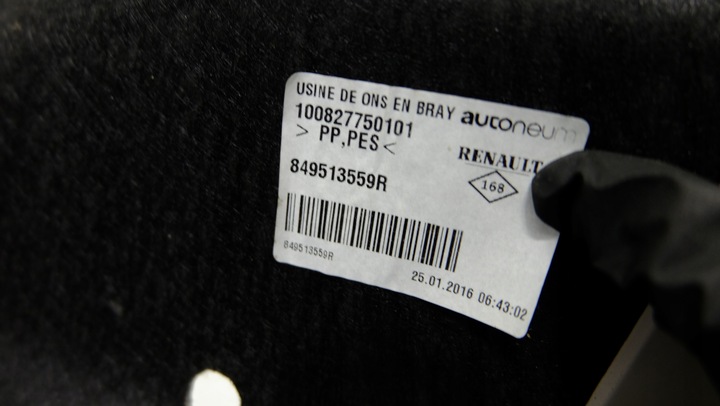 USINE DE ONS EN BRAY autoneum
100827750101
> PP,PES <
RENAULT
849513559R
168
849513559R
25.01.2016 06:43:02